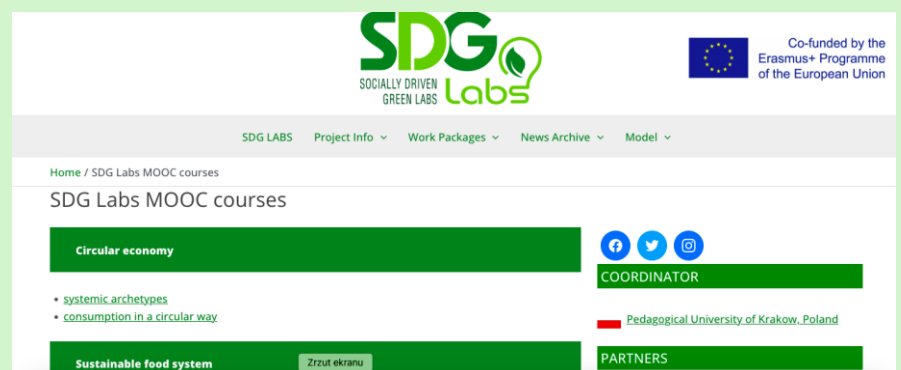 SDG
SOCIALLY DRIVEN
GREEN LABS
Labs
Co-funded by the
Erasmus+ Programme
of the European Union
SDG LABS Project Info Work Packages News Archive Model
Home / SDG Labs MOOC courses
SDG Labs MOOC courses
Circular economy
systemic archetypes
consumption in a circular way
Sustainable food system
Zrzut ekranu
COORDINATOR
Pedagogical University of Krakow, Poland
PARTNERS